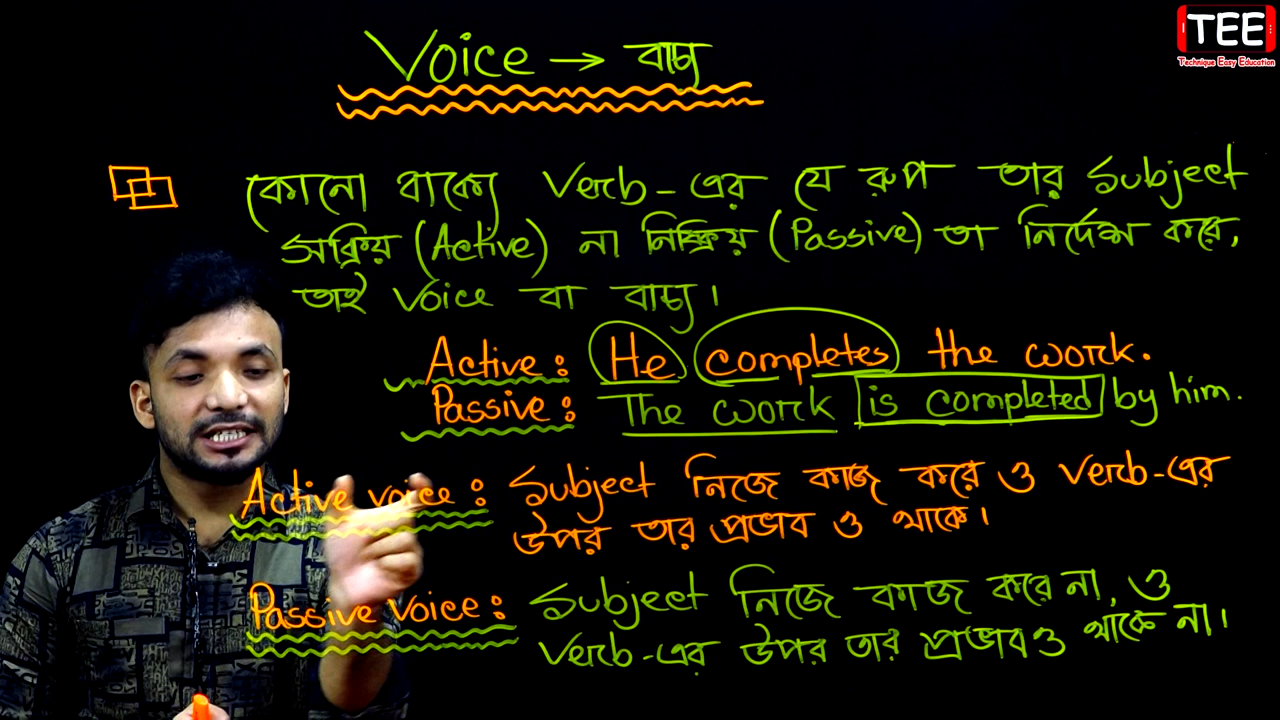 TEE
Technique Easy Education
Voice → বাচ্য
কোনো বাক্যে Verb-এর যে রুপ তার Subject
সক্রিয় (Active) না নিষ্ক্রিয় (Passive) তা নির্দেশ করে,
তাই Voice বা বাচ্য।
Active: He completes the work.
Passive: The work is completed by him.
Active voice: Subject নিজে কাজ করে ও Verb-এর
উপর তার প্রভাব ও থাকে।
Passive voice: Subject নিজে কাজ করে না, ও
Verb-এর উপর তার প্রভাব ও থাকে না।